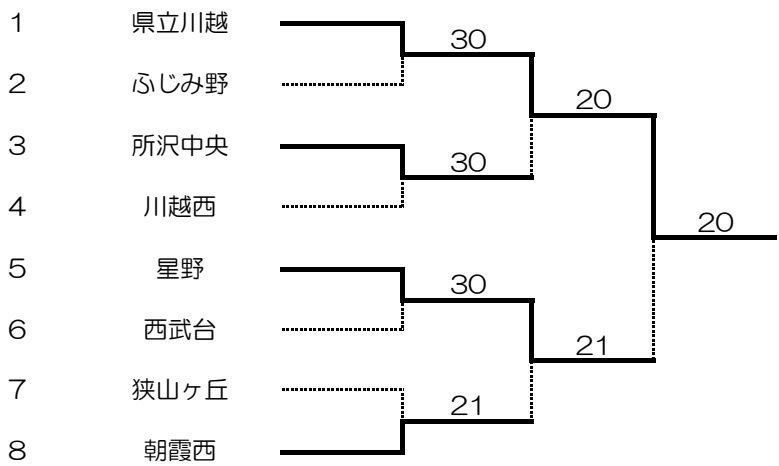 1 県立川越
30
2 ふじみ野
20
3 所沢中央
30
4 川越西
20
5 星野
30
6 西武台
21
7 狭山ヶ丘
21
8 朝霞西